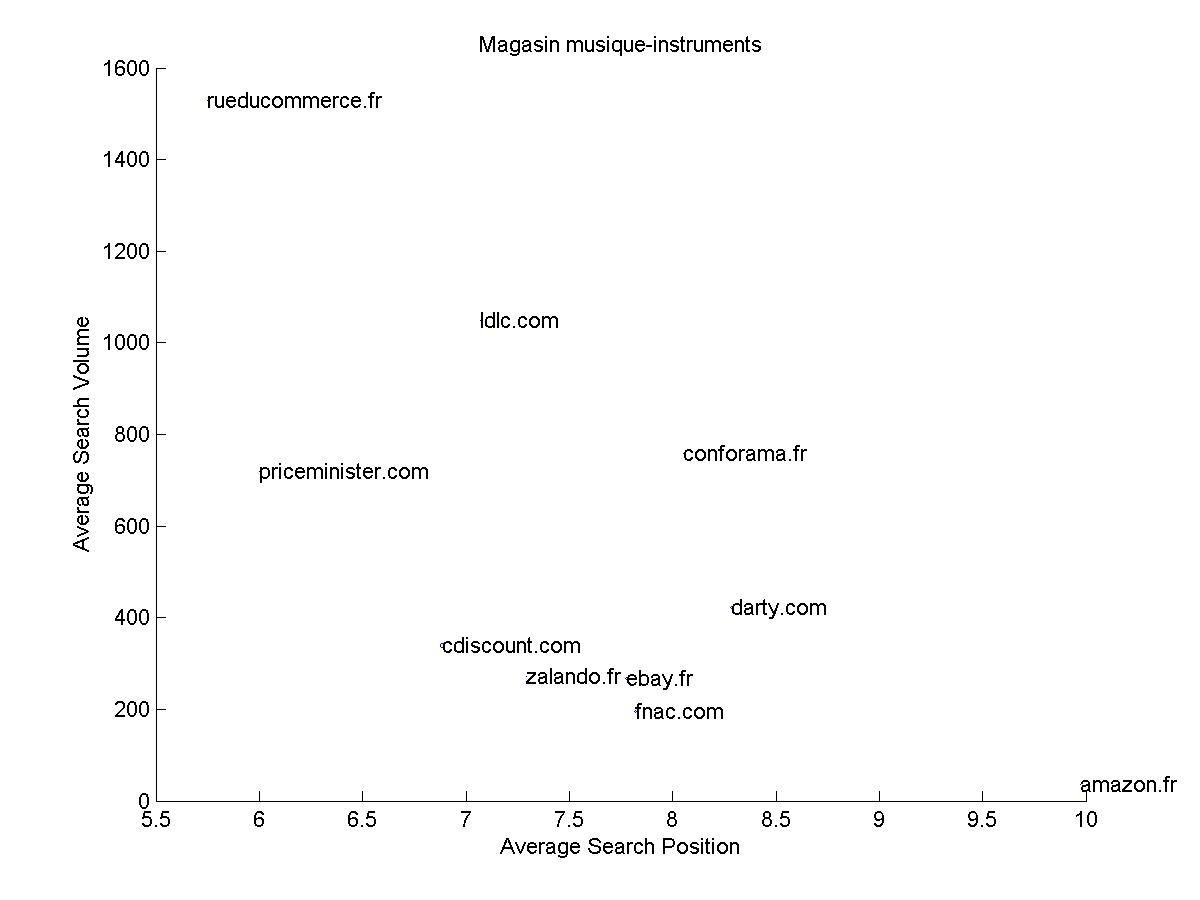 Magasin musique-instruments
1600
rueducommerce.fr
1400
1200
1000
ldlc.com
800
conforama.fr
priceminister.com
600
darty.com
400
cdiscount.com
zalando.fr
ebay.fr
200
fnac.com
amazon.fr
0
5.5
6
6.5
7
7.5
8
8.5
9
9.5
10
Average Search Position
Average Search Volume